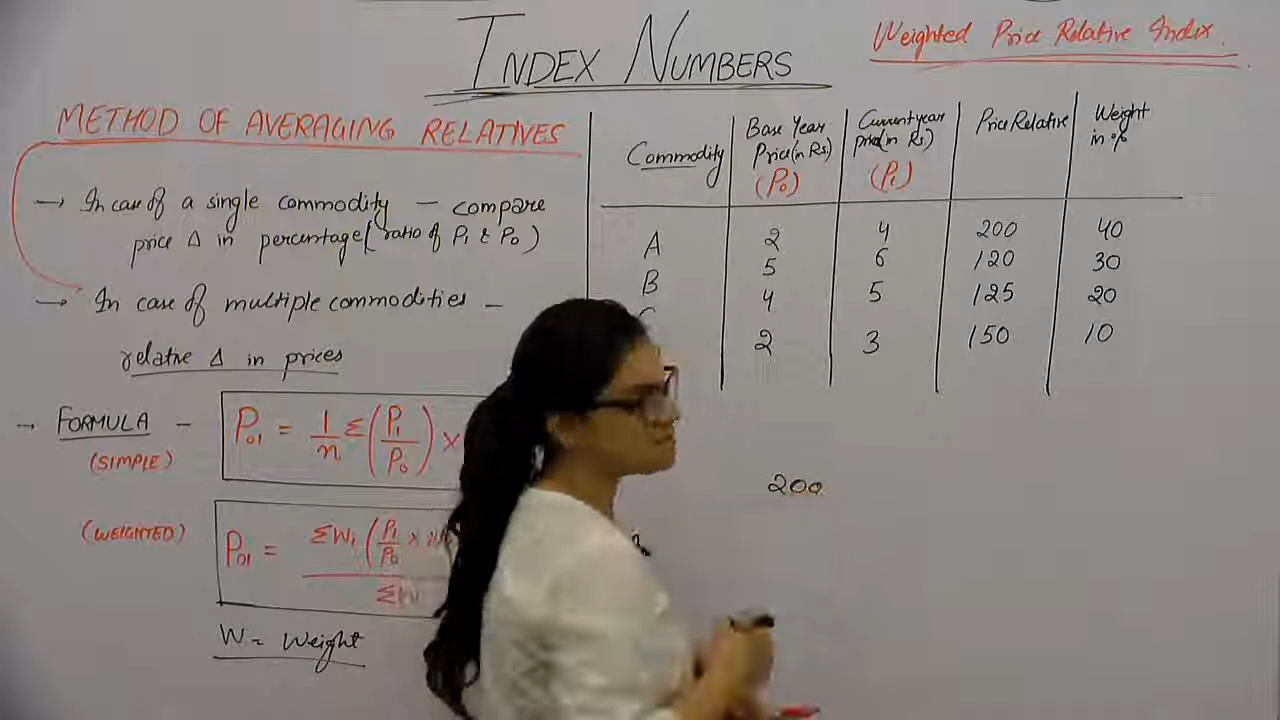 INDEX NUMBERS
Weighted Price Relative Index.
METHOD OF AVERAGING RELATIVES
→ In case of a single commodity - compare
price Δ in percentage (ratio of P₁ & P₀)
→ In case of multiple commodities -
relative Δ in prices
→ FORMULA -
(SIMPLE)
P₀₁ = 1/n Σ(P₁/P₀) ×
(WEIGHTED)
P₀₁ = ΣW₁ (P₁/P₀ ×
W = Weight
Commodity Base Year Price (in Rs) (P₀) Current year price (in Rs.) (P₁) Price Relative Weight in %
A 2 4 200 40
B 5 6 120 30
4 5 125 20
2 3 150 10
200